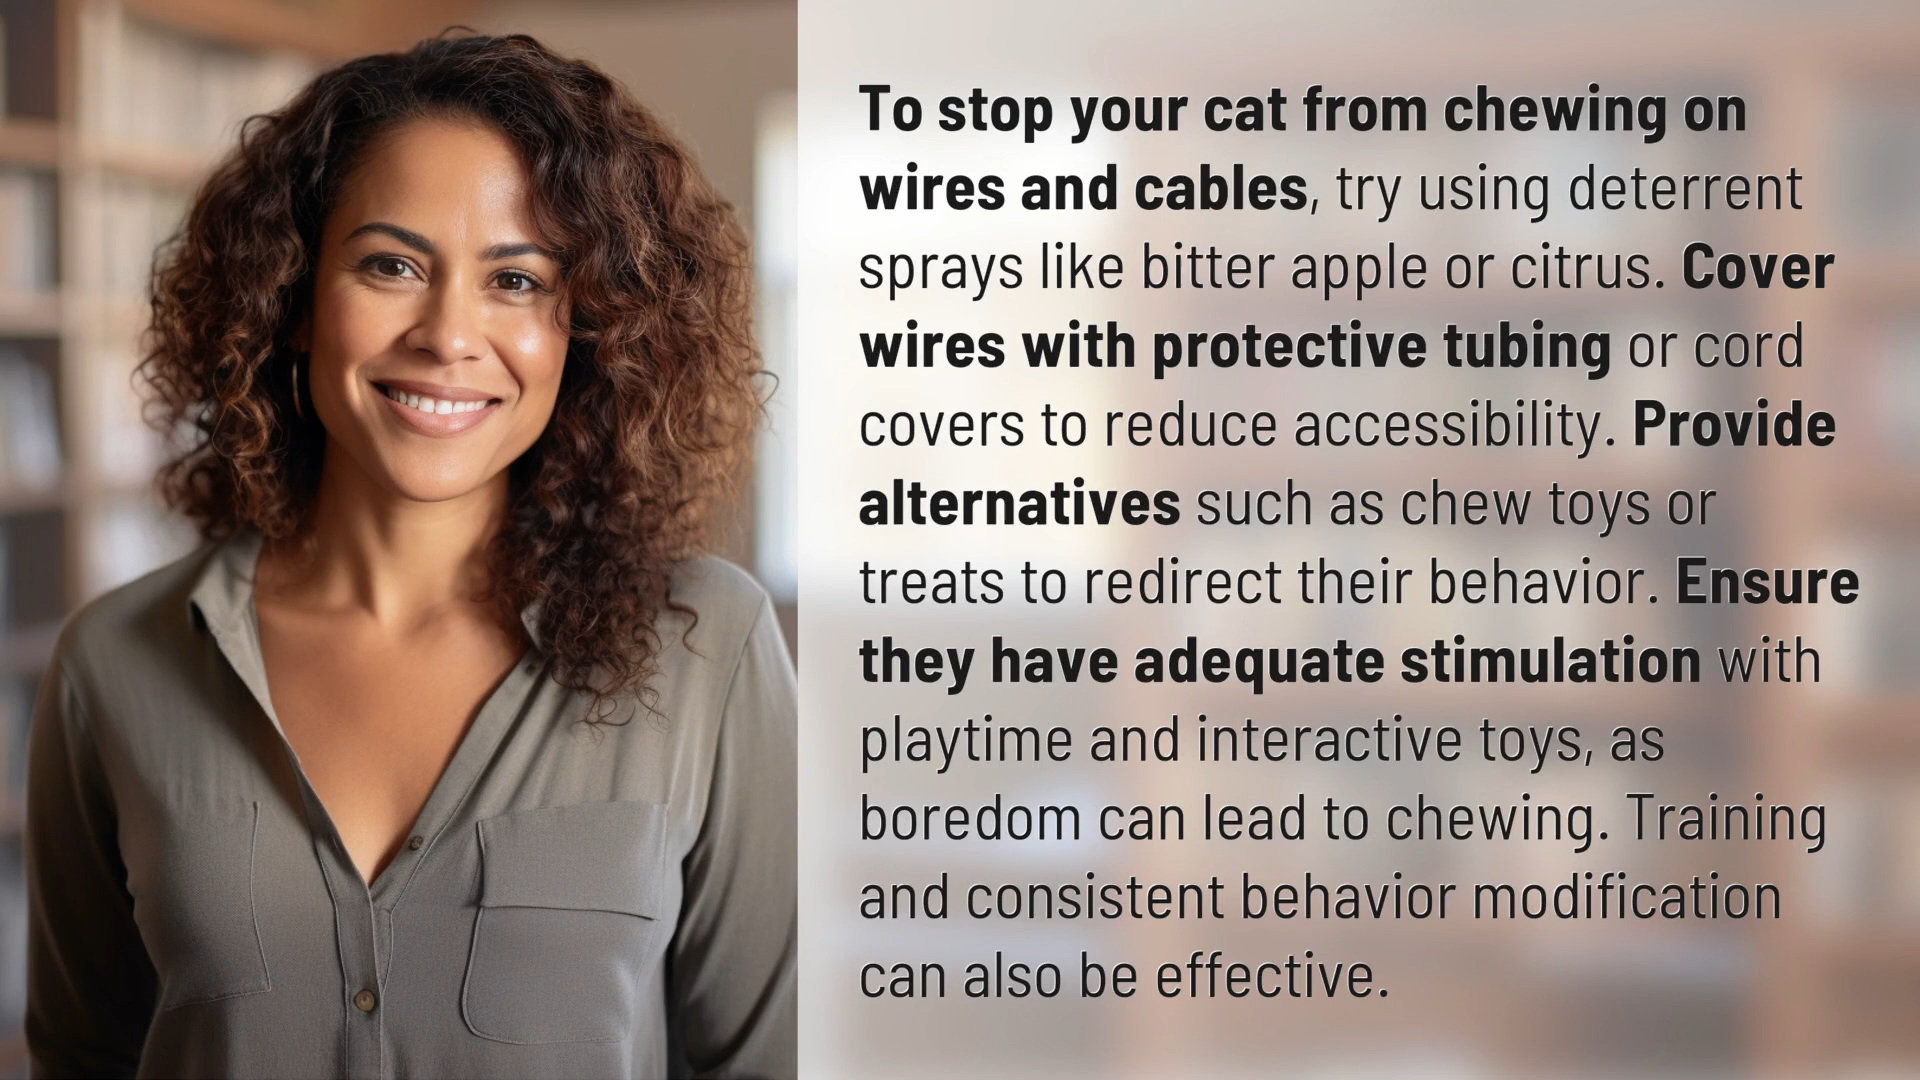 To stop your cat from chewing on
wires and cables, try using deterrent
sprays like bitter apple or citrus. Cover
wires with protective tubing or cord
covers to reduce accessibility. Provide
alternatives such as chew toys or
treats to redirect their behavior. Ensure
they have adequate stimulation with
playtime and interactive toys, as
boredom can lead to chewing. Training
and consistent behavior modification
can also be effective.